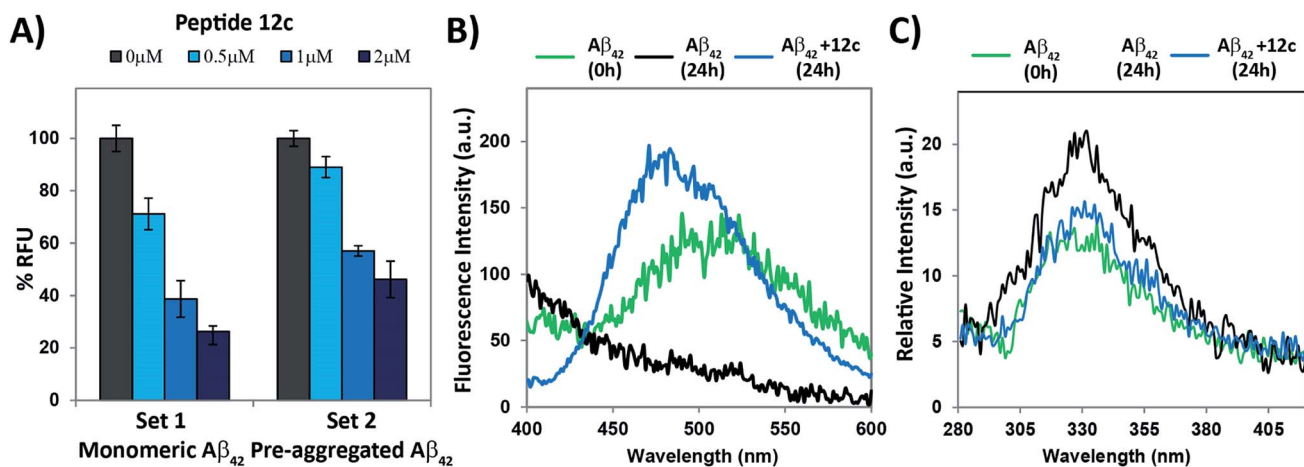 A)
Peptide 12c
0μM 0.5μM 1μM 2μM
% RFU
100
80
60
40
20
0
Set 1 Set 2
Monomeric Aβ42 Pre-aggregated Aβ42
B)
Aβ42 Aβ42 Aβ42+12c
(0h) (24h) (24h)
Fluorescence Intensity (a.u.)
200
150
100
50
0
400 450 500 550 600
Wavelength (nm)
C)
Aβ42 Aβ42 Aβ42+12c
(0h) (24h) (24h)
Relative Intensity (a.u.)
20
15
10
5
0
280 305 330 355 380 405
Wavelength (nm)